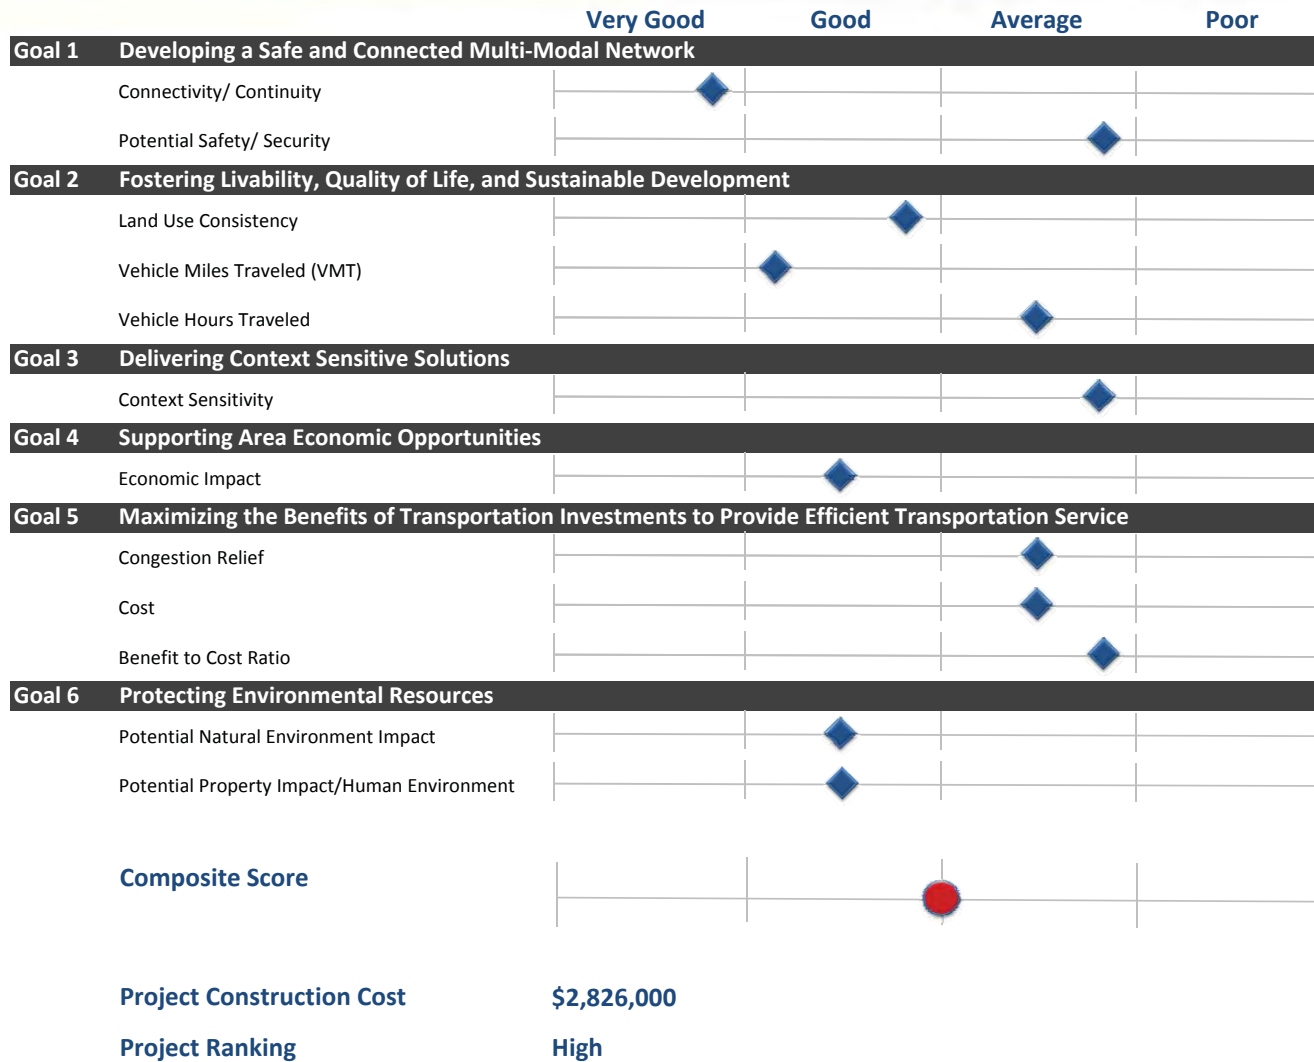 Very Good Good Average Poor
Goal 1 Developing a Safe and Connected Multi-Modal Network
Connectivity/ Continuity
Potential Safety/ Security
Goal 2 Fostering Livability, Quality of Life, and Sustainable Development
Land Use Consistency
Vehicle Miles Traveled (VMT)
Vehicle Hours Traveled
Goal 3 Delivering Context Sensitive Solutions
Context Sensitivity
Goal 4 Supporting Area Economic Opportunities
Economic Impact
Goal 5 Maximizing the Benefits of Transportation Investments to Provide Efficient Transportation Service
Congestion Relief
Cost
Benefit to Cost Ratio
Goal 6 Protecting Environmental Resources
Potential Natural Environment Impact
Potential Property Impact/Human Environment
Composite Score
Project Construction Cost $2,826,000
Project Ranking High